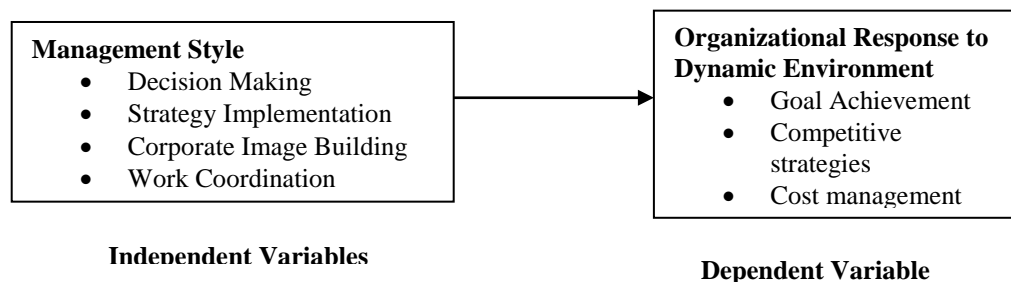 Management Style
• Decision Making
• Strategy Implementation
• Corporate Image Building
• Work Coordination
Independent Variables
Organizational Response to
Dynamic Environment
• Goal Achievement
• Competitive
strategies
• Cost management
Dependent Variable